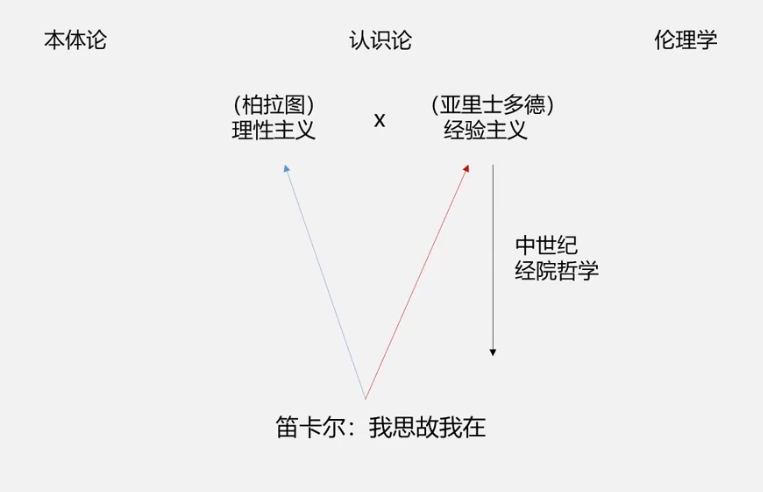 本体论 认识论 伦理学
（柏拉图） x （亚里士多德）
理性主义 经验主义
中世纪
经院哲学
笛卡尔：我思故我在